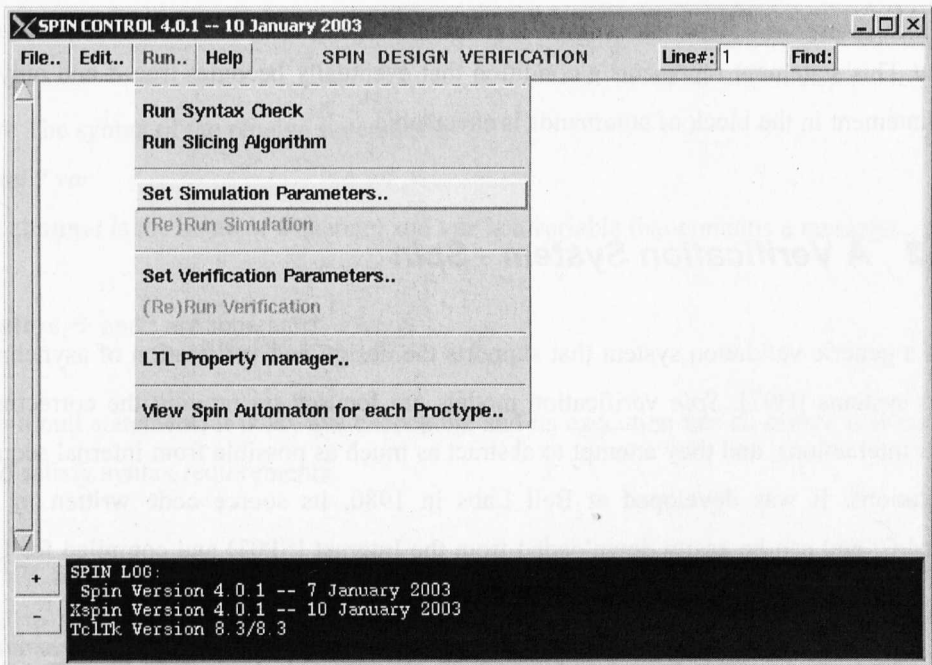 SPIN CONTROL 4.0.1 -- 10 January 2003
File.. Edit.. Run.. Help SPIN DESIGN VERIFICATION Line#: 1 Find:
Run Syntax Check
Run Slicing Algorithm
Set Simulation Parameters..
(Re)Run Simulation
Set Verification Parameters..
(Re)Run Verification
LTL Property manager..
View Spin Automaton for each Proctype..
+
-
SPIN LOG:
Spin Version 4.0.1 -- 7 January 2003
Xspin Version 4.0.1 -- 10 January 2003
TclTk Version 8.3/8.3